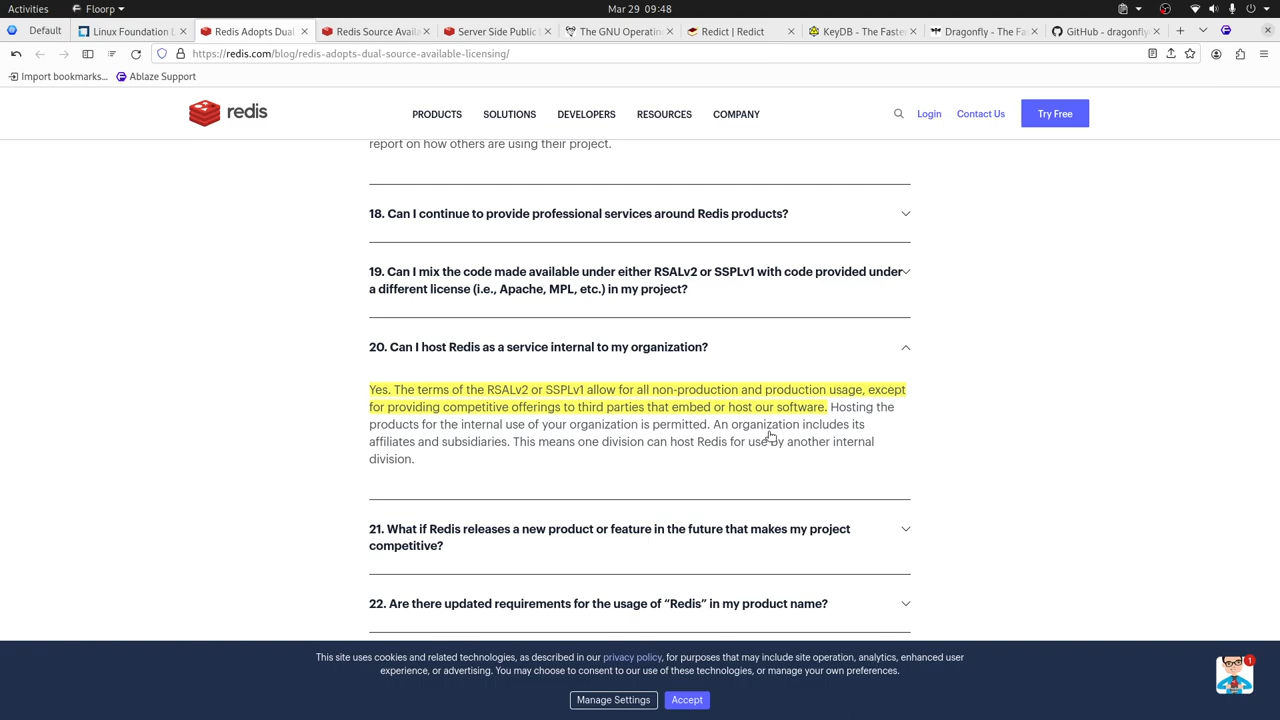 Activities
Floorp
Mar 29 09:48
Default
Linux Foundation L
Redis Adopts Dual
Redis Source Availa
Server Side Public
The GNU Operatin
Redict | Redict
KeyDB - The Faste
Dragonfly - The Fas
GitHub - dragonfly
https://redis.com/blog/redis-adopts-dual-source-available-licensing/
Import bookmarks...
Ablaze Support
redis
PRODUCTS
SOLUTIONS
DEVELOPERS
RESOURCES
COMPANY
Login
Contact Us
Try Free
report on how others are using their project.
18. Can I continue to provide professional services around Redis products?
19. Can I mix the code made available under either RSALv2 or SSPLv1 with code provided under
a different license (i.e., Apache, MPL, etc.) in my project?
20. Can I host Redis as a service internal to my organization?
Yes. The terms of the RSALv2 or SSPLv1 allow for all non-production and production usage, except
for providing competitive offerings to third parties that embed or host our software. Hosting the
products for the internal use of your organization is permitted. An organization includes its
affiliates and subsidiaries. This means one division can host Redis for use by another internal
division.
21. What if Redis releases a new product or feature in the future that makes my project
competitive?
22. Are there updated requirements for the usage of “Redis” in my product name?
This site uses cookies and related technologies, as described in our privacy policy, for purposes that may include site operation, analytics, enhanced user
experience, or advertising. You may choose to consent to our use of these technologies, or manage your own preferences.
Manage Settings
Accept
1